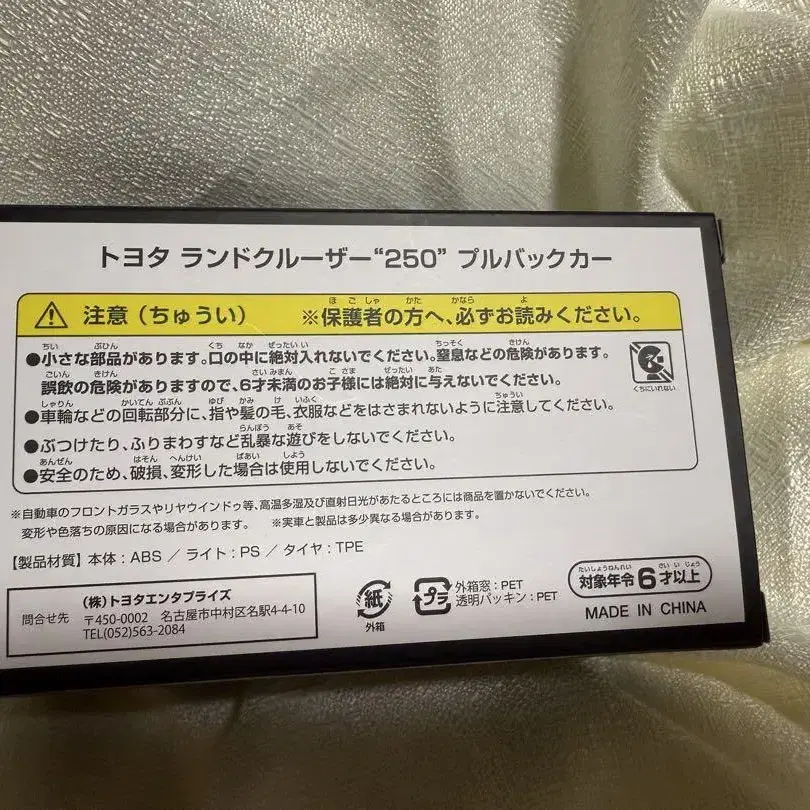 トヨタ ランドクルーザー“250” プルバックカー
注意（ちゅうい） ※保護者の方へ、必ずお読みください。
●小さな部品があります。口の中に絶対入れないでください。窒息などの危険があります。
誤飲の危険がありますので、6才未満のお子様には絶対に与えないでください。
●車輪などの回転部分に、指や髪の毛、衣服などをはさまれないように注意してください。
●ぶつけたり、ふりまわすなど乱暴な遊びをしないでください。
●安全のため、破損、変形した場合は使用しないでください。
くちにいれない
※自動車のフロントガラスやリヤウインドゥ等、高温多湿及び直射日光があたるところには商品を置かないでください。
変形や色落ちの原因になる場合があります。 ※実車と製品は多少異なる場合があります。
【製品材質】本体：ABS ／ ライト：PS ／ タイヤ：TPE
問合せ先
（株）トヨタエンタプライズ
〒450-0002 名古屋市中村区名駅4-4-10
TEL(052)563-2084
紙
外箱
プラ
外箱窓：PET
透明パッキン：PET
対象年令6才以上
MADE IN CHINA